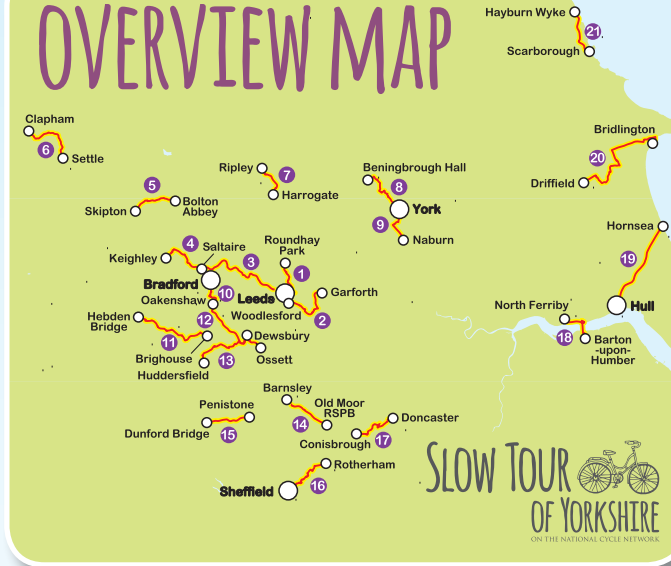 OVERVIEW MAP
Hayburn Wyke
21
Scarborough
Clapham
6
Settle
Bridlington
20
Driffield
Ripley
7
Harrogate
Beningbrough Hall
8
York
9
Naburn
5
Skipton
Bolton
Abbey
Hornsea
19
Hull
Keighley
4
Saltaire
3
Roundhay
Park
1
Bradford
10
Leeds
Garforth
Oakenshaw
Woodlesford
2
North Ferriby
18
Barton
-upon-
Humber
Hebden
Bridge
12
11
Dewsbury
Brighouse
13
Ossett
Huddersfield
Barnsley
Old Moor
RSPB
14
Penistone
Dunford Bridge
15
Doncaster
Conisbrough
17
Rotherham
Sheffield
16
SLOW TOUR
OF YORKSHIRE
ON THE NATIONAL CYCLE NETWORK